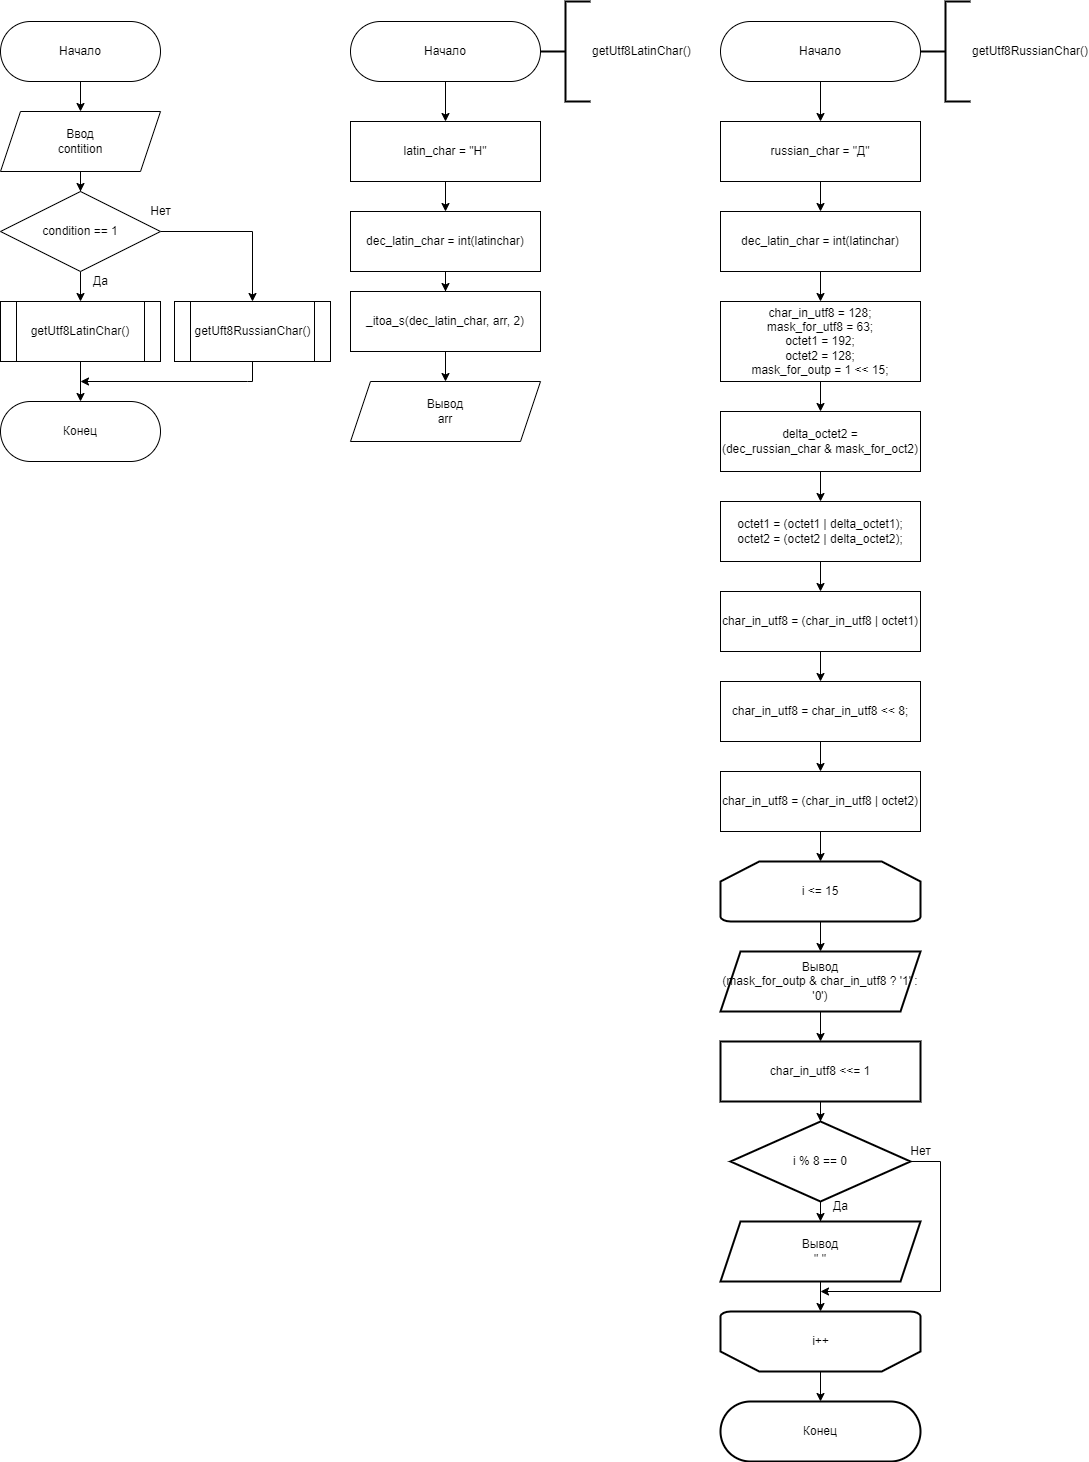 Начало
Ввод
contition
condition == 1
Нет
Да
getUtf8LatinChar()
getUft8RussianChar()
Конец
Начало
getUtf8LatinChar()
latin_char = "Н"
dec_latin_char = int(latinchar)
_itoa_s(dec_latin_char, arr, 2)
Вывод
arr
Начало
getUtf8RussianChar()
russian_char = "Д"
dec_latin_char = int(latinchar)
char_in_utf8 = 128;
mask_for_utf8 = 63;
octet1 = 192;
octet2 = 128;
mask_for_outp = 1 << 15;
delta_octet2 =
(dec_russian_char & mask_for_oct2)
octet1 = (octet1 | delta_octet1);
octet2 = (octet2 | delta_octet2);
char_in_utf8 = (char_in_utf8 | octet1)
char_in_utf8 = char_in_utf8 << 8;
char_in_utf8 = (char_in_utf8 | octet2)
i <= 15
Вывод
(mask_for_outp & char_in_utf8 ? '1' :
'0')
char_in_utf8 <<= 1
i % 8 == 0
Нет
Да
Вывод
" "
i++
Конец